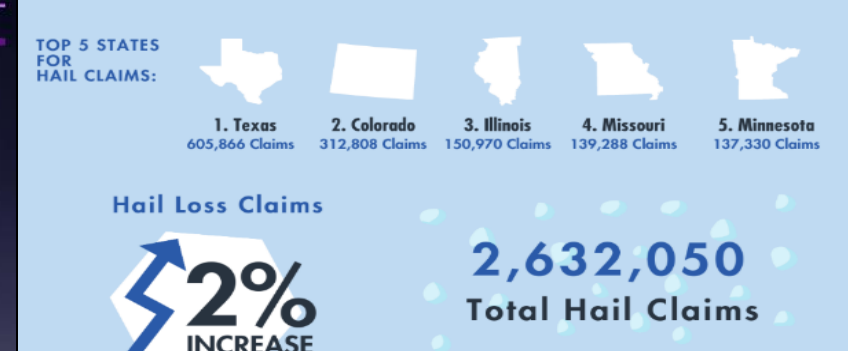 TOP 5 STATES
FOR
HAIL CLAIMS:
1. Texas
605,866 Claims
2. Colorado
312,808 Claims
3. Illinois
150,970 Claims
4. Missouri
139,288 Claims
5. Minnesota
137,330 Claims
Hail Loss Claims
2%
INCREASE
2,632,050
Total Hail Claims